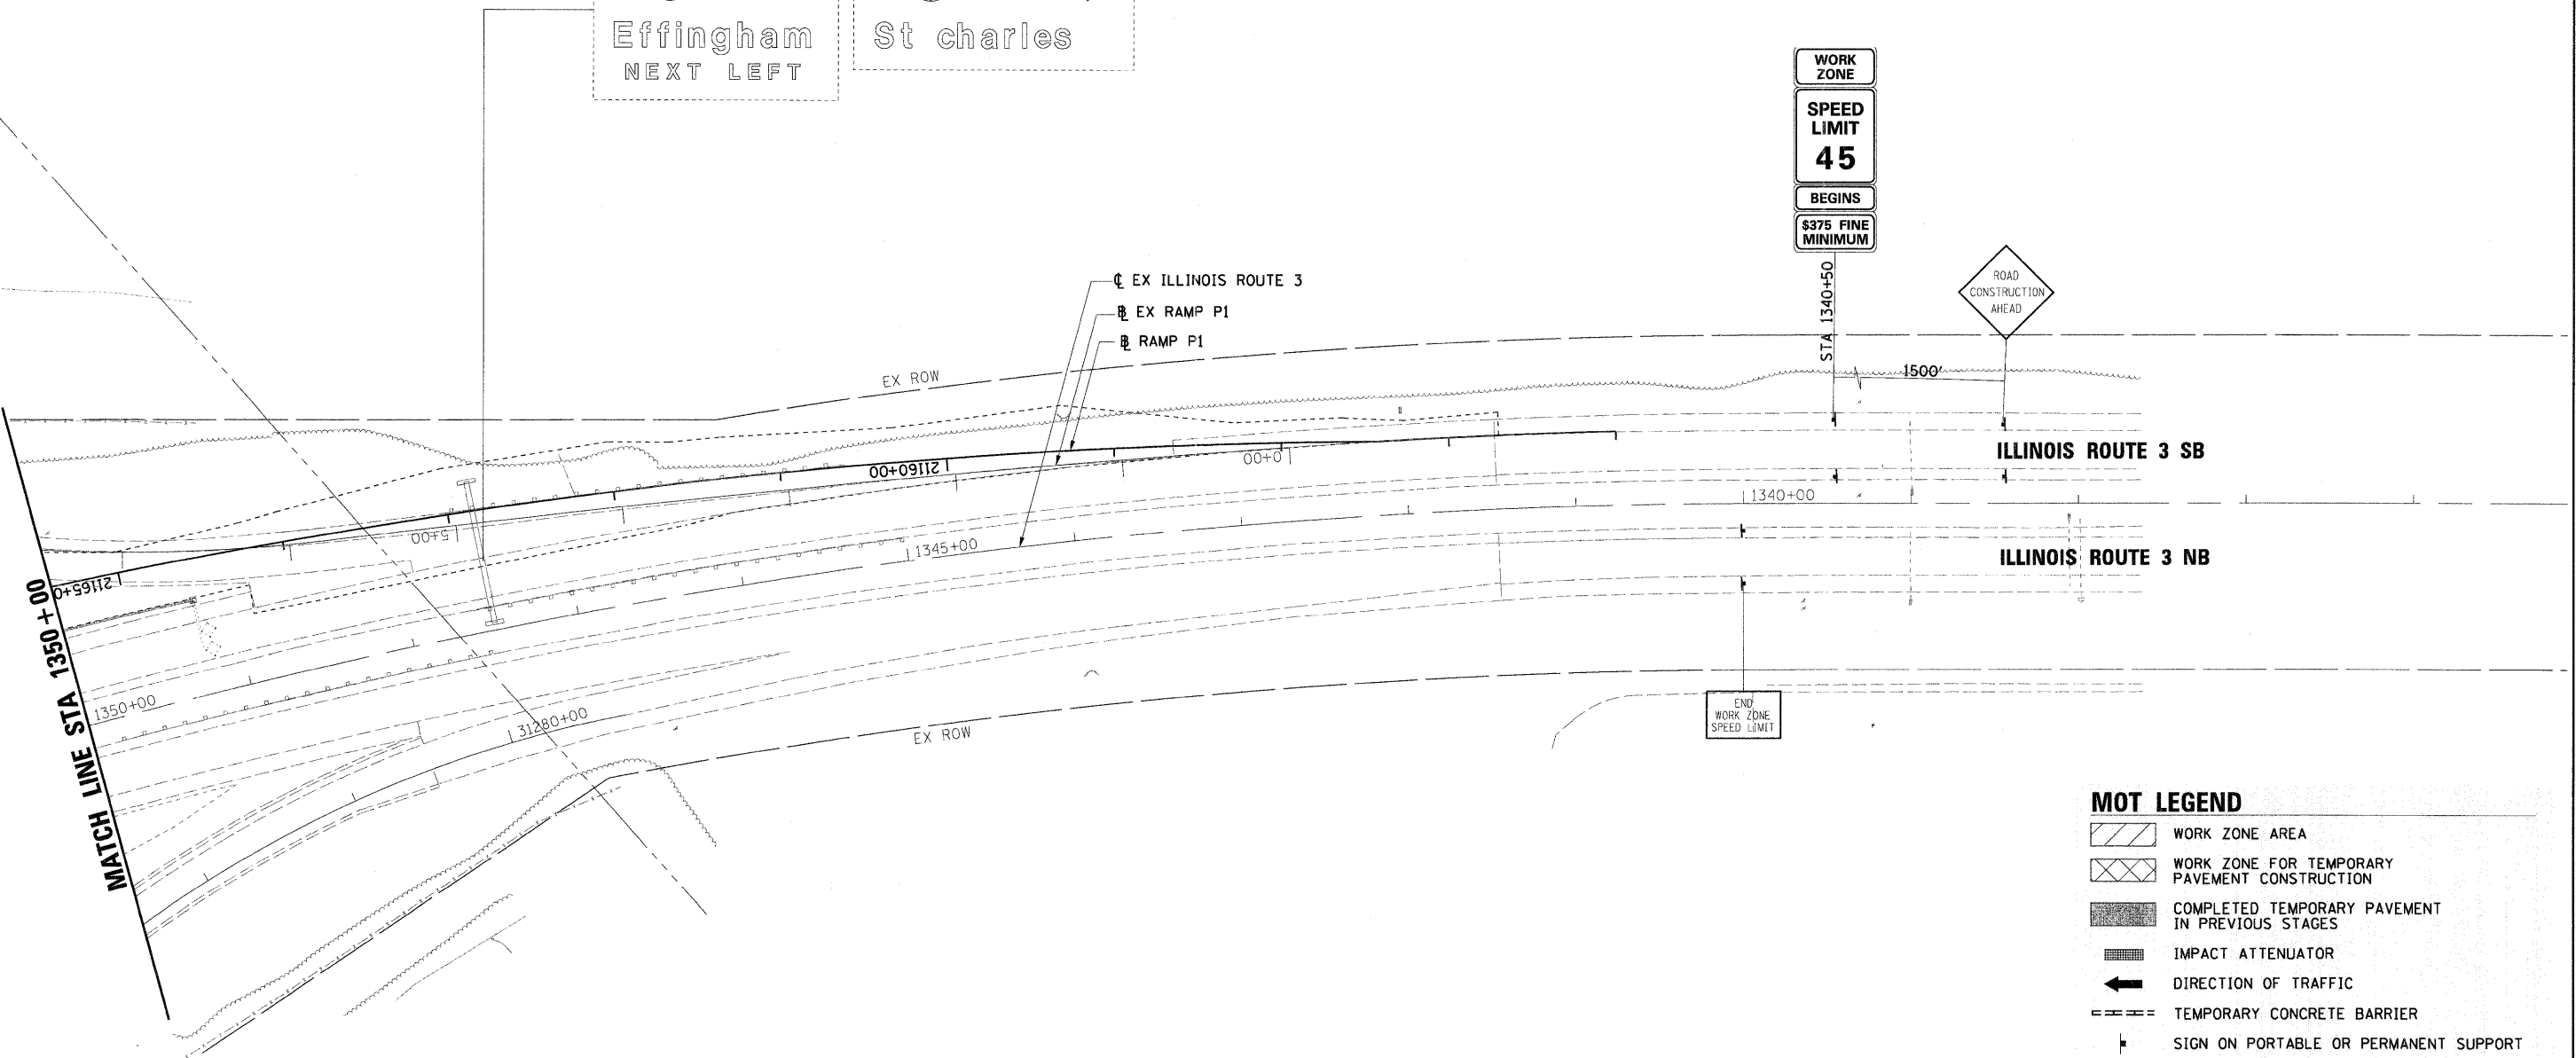 Effingham
NEXT LEFT
St charles
WORK
ZONE
SPEED
LIMIT
45
BEGINS
$375 FINE
MINIMUM
STA 1340+50
ROAD
CONSTRUCTION
AHEAD
1500'
℄ EX ILLINOIS ROUTE 3
BL EX RAMP P1
BL RAMP P1
EX ROW
21160+00
0+00
5+00
21165+0
1345+00
1340+00
1350+00
31280+00
ILLINOIS ROUTE 3 SB
ILLINOIS ROUTE 3 NB
EX ROW
END
WORK ZONE
SPEED LIMIT
MATCH LINE STA 1350+00
MOT LEGEND
WORK ZONE AREA
WORK ZONE FOR TEMPORARY
PAVEMENT CONSTRUCTION
COMPLETED TEMPORARY PAVEMENT
IN PREVIOUS STAGES
IMPACT ATTENUATOR
DIRECTION OF TRAFFIC
TEMPORARY CONCRETE BARRIER
SIGN ON PORTABLE OR PERMANENT SUPPORT